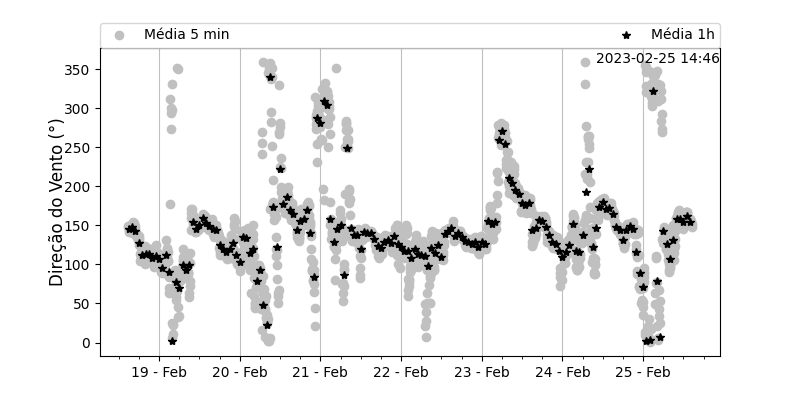 Média 5 min
Média 1h
2023-02-25 14:46
Direção do Vento (°)
350
300
250
200
150
100
50
0
19 - Feb
20 - Feb
21 - Feb
22 - Feb
23 - Feb
24 - Feb
25 - Feb